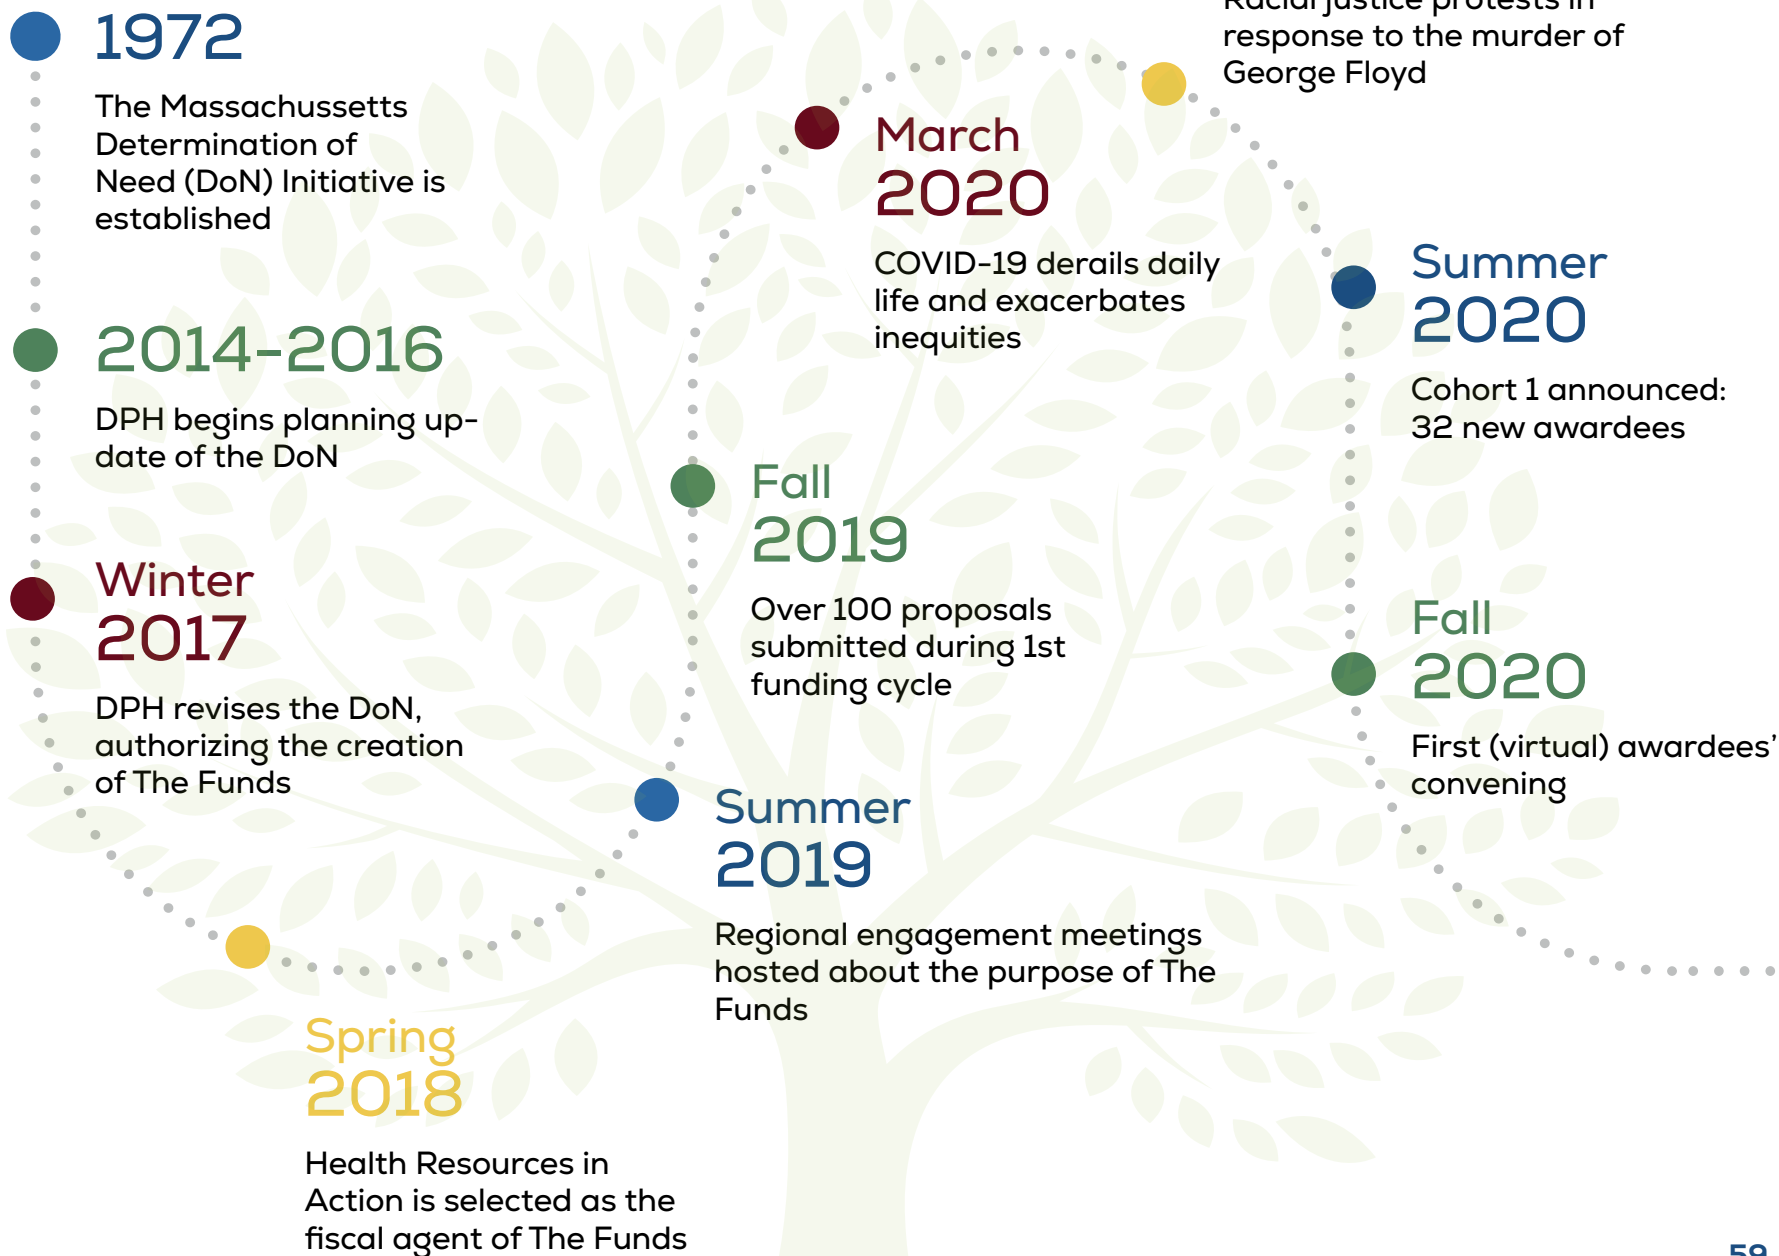 1972
The Massachussetts
Determination of
Need (DoN) Initiative is
established
2014-2016
DPH begins planning up-
date of the DoN
Winter
2017
DPH revises the DoN,
authorizing the creation
of The Funds
Spring
2018
Health Resources in
Action is selected as the
fiscal agent of The Funds
Summer
2019
Regional engagement meetings
hosted about the purpose of The
Funds
Fall
2019
Over 100 proposals
submitted during 1st
funding cycle
March
2020
COVID-19 derails daily
life and exacerbates
inequities
Racial justice protests in
response to the murder of
George Floyd
Summer
2020
Cohort 1 announced:
32 new awardees
Fall
2020
First (virtual) awardees’
convening
59